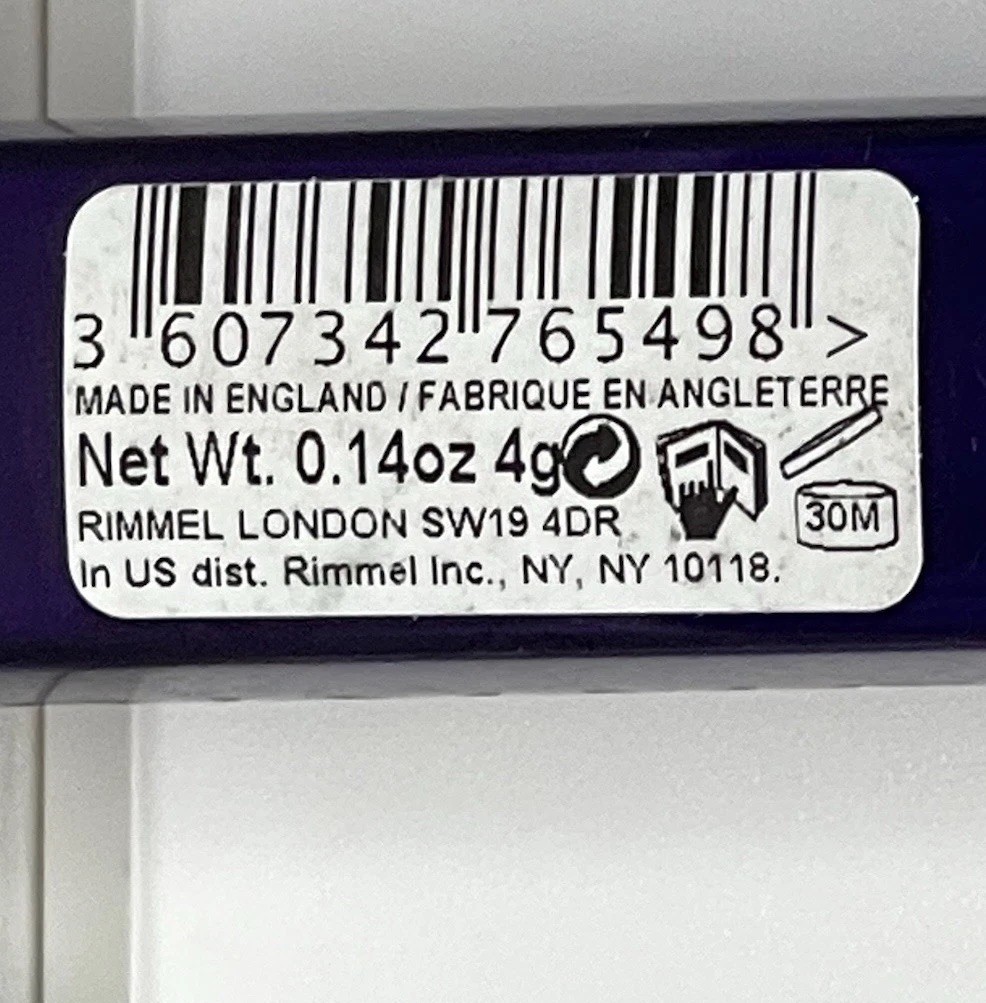 3 607342 765498 >
MADE IN ENGLAND / FABRIQUE EN ANGLETERRE
Net Wt. 0.14oz 4g
30M
RIMMEL LONDON SW19 4DR
In US dist. Rimmel Inc., NY, NY 10118.